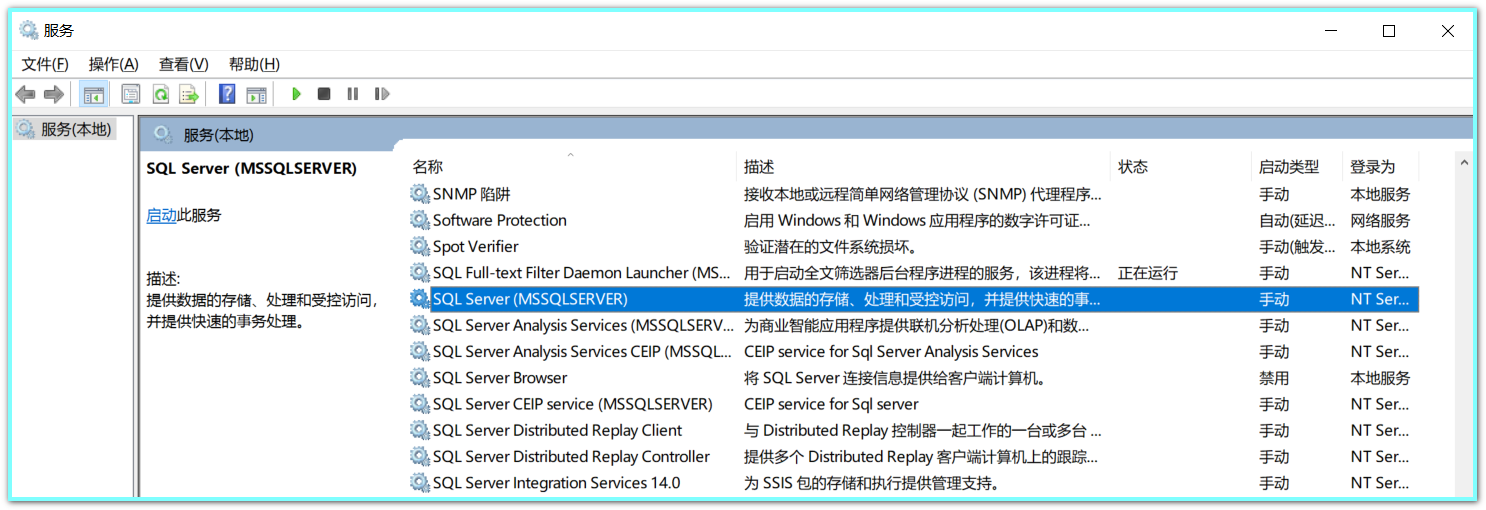 服务
文件(F) 操作(A) 查看(V) 帮助(H)
服务(本地)
服务(本地)
SQL Server (MSSQLSERVER)
启动此服务
描述:
提供数据的存储、处理和受控访问，
并提供快速的事务处理。
名称 描述 状态 启动类型 登录为
SNMP 陷阱 接收本地或远程简单网络管理协议 (SNMP) 代理程序... 手动 本地服务
Software Protection 启用 Windows 和 Windows 应用程序的数字许可证... 自动(延迟... 网络服务
Spot Verifier 验证潜在的文件系统损坏。 手动(触发... 本地系统
SQL Full-text Filter Daemon Launcher (MS... 用于启动全文筛选器后台程序进程的服务，该进程将... 正在运行 手动 NT Ser...
SQL Server (MSSQLSERVER) 提供数据的存储、处理和受控访问，并提供快速的事... 手动 NT Ser...
SQL Server Analysis Services (MSSQLSERV... 为商业智能应用程序提供联机分析处理(OLAP)和数... 手动 NT Ser...
SQL Server Analysis Services CEIP (MSSQL... CEIP service for Sql Server Analysis Services 手动 NT Ser...
SQL Server Browser 将 SQL Server 连接信息提供给客户端计算机。 禁用 本地服务
SQL Server CEIP service (MSSQLSERVER) CEIP service for Sql server 手动 NT Ser...
SQL Server Distributed Replay Client 与 Distributed Replay 控制器一起工作的一台或多台 ... 手动 NT Ser...
SQL Server Distributed Replay Controller 提供多个 Distributed Replay 客户端计算机上的跟踪... 手动 NT Ser...
SQL Server Integration Services 14.0 为 SSIS 包的存储和执行提供管理支持。 手动 NT Ser...